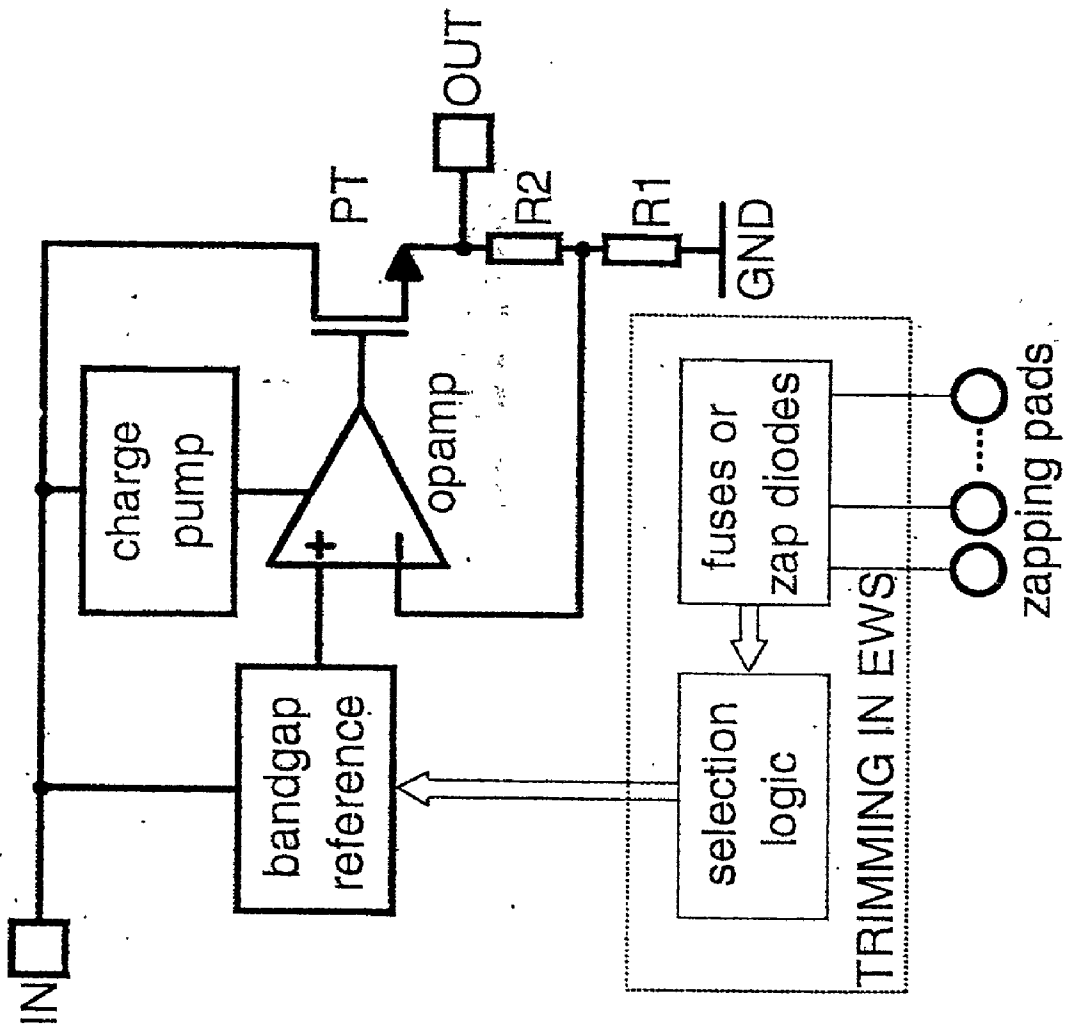 IN
bandgap
reference
charge
pump
opamp
+
−
PT
OUT
R2
R1
GND
selection
logic
fuses or
zap diodes
TRIMMING IN EWS
zapping pads